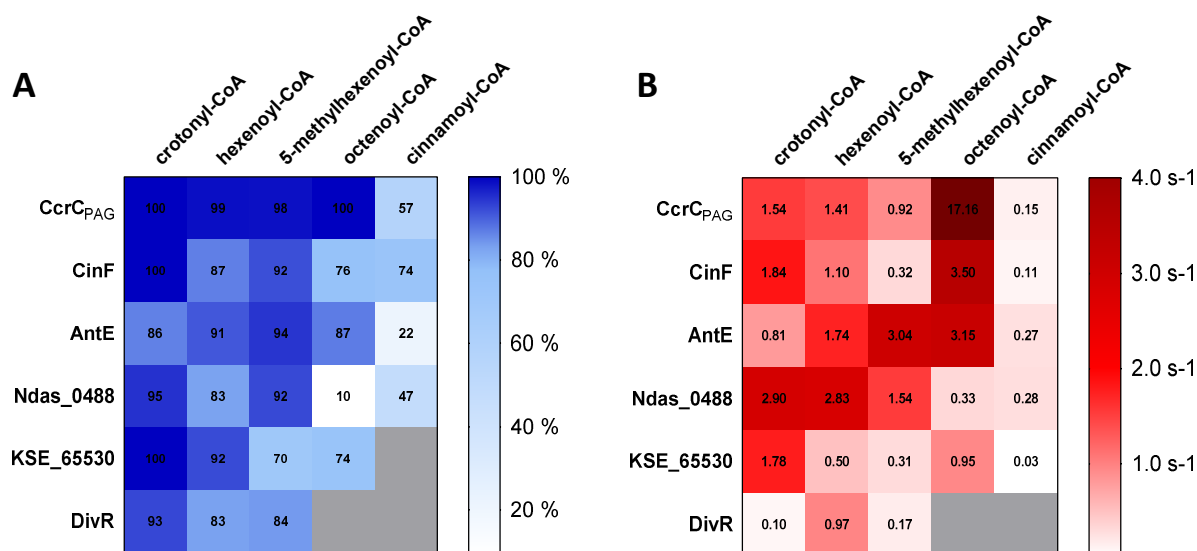 A
crotonyl-CoA
hexenoyl-CoA
5-methylhexenoyl-CoA
octenoyl-CoA
cinnamoyl-CoA
CcrCPAG 100 99 98 100 57
CinF 100 87 92 76 74
AntE 86 91 94 87 22
Ndas_0488 95 83 92 10 47
KSE_65530 100 92 70 74
DivR 93 83 84
100 %
80 %
60 %
40 %
20 %
B
crotonyl-CoA
hexenoyl-CoA
5-methylhexenoyl-CoA
octenoyl-CoA
cinnamoyl-CoA
CcrCPAG 1.54 1.41 0.92 17.16 0.15
CinF 1.84 1.10 0.32 3.50 0.11
AntE 0.81 1.74 3.04 3.15 0.27
Ndas_0488 2.90 2.83 1.54 0.33 0.28
KSE_65530 1.78 0.50 0.31 0.95 0.03
DivR 0.10 0.97 0.17
4.0 s-1
3.0 s-1
2.0 s-1
1.0 s-1